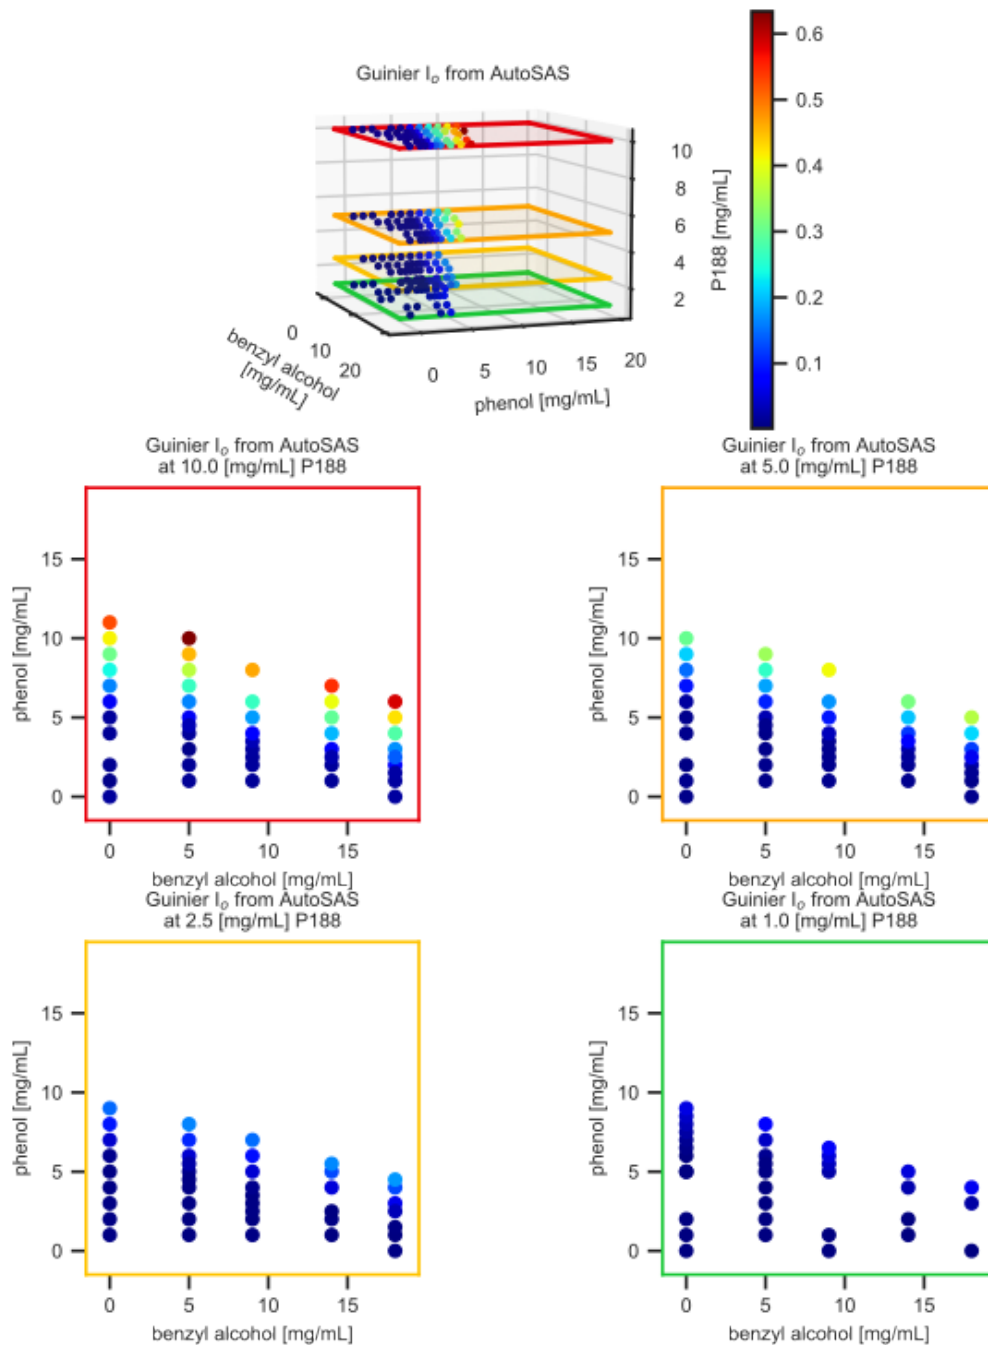 Guinier Iₒ from AutoSAS
0.6
0.5
0.4
0.3
0.2
0.1
10
8
6
4
2
P188 [mg/mL]
0
10
20
benzyl alcohol
[mg/mL]
0
5
10
15
20
phenol [mg/mL]
Guinier Iₒ from AutoSAS
at 10.0 [mg/mL] P188
15
10
5
0
phenol [mg/mL]
0 5 10 15
benzyl alcohol [mg/mL]
Guinier Iₒ from AutoSAS
at 5.0 [mg/mL] P188
15
10
5
0
phenol [mg/mL]
0 5 10 15
benzyl alcohol [mg/mL]
Guinier Iₒ from AutoSAS
at 2.5 [mg/mL] P188
15
10
5
0
phenol [mg/mL]
0 5 10 15
benzyl alcohol [mg/mL]
Guinier Iₒ from AutoSAS
at 1.0 [mg/mL] P188
15
10
5
0
phenol [mg/mL]
0 5 10 15
benzyl alcohol [mg/mL]